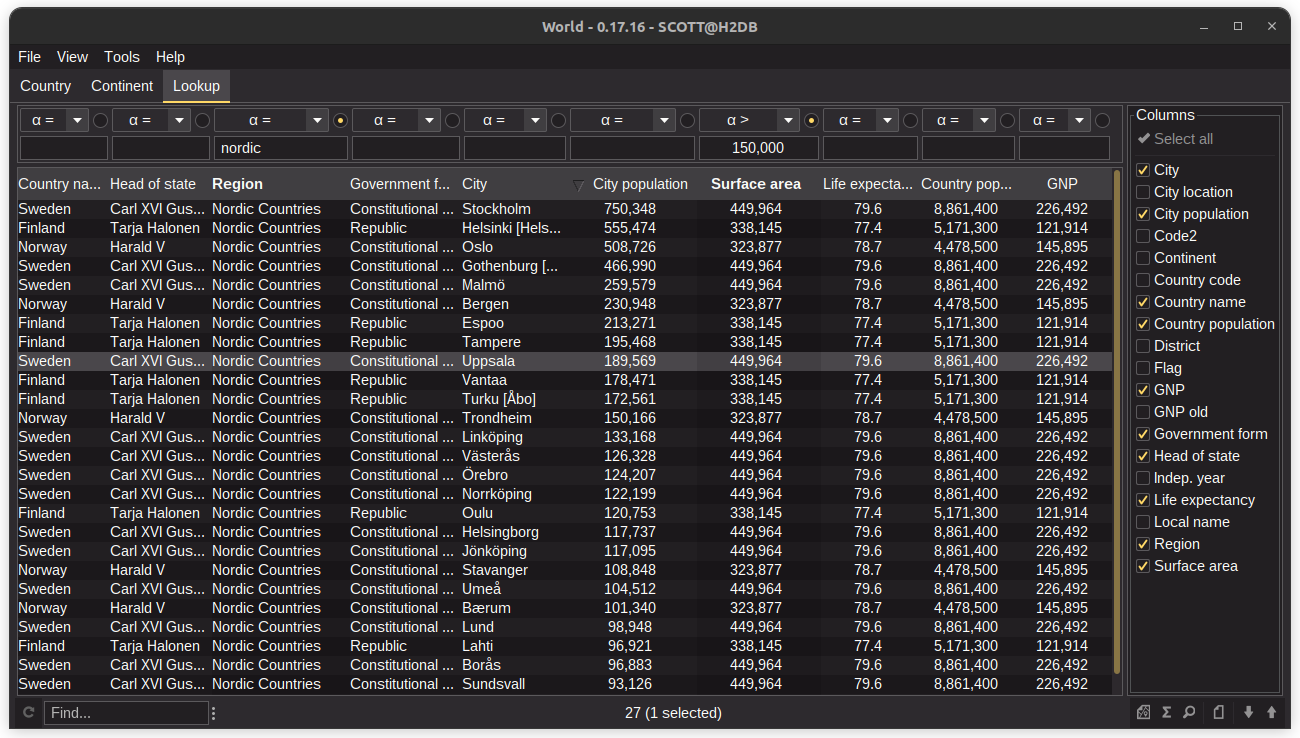 World - 0.17.16 - SCOTT@H2DB
File View Tools Help
Country Continent Lookup
α = α = α = α = α = α = α > α = α = α =
nordic 150,000
Country na... Head of state Region Government f... City City population Surface area Life expecta... Country pop... GNP
Sweden Carl XVI Gus... Nordic Countries Constitutional ... Stockholm 750,348 449,964 79.6 8,861,400 226,492
Finland Tarja Halonen Nordic Countries Republic Helsinki [Hels... 555,474 338,145 77.4 5,171,300 121,914
Norway Harald V Nordic Countries Constitutional ... Oslo 508,726 323,877 78.7 4,478,500 145,895
Sweden Carl XVI Gus... Nordic Countries Constitutional ... Gothenburg [... 466,990 449,964 79.6 8,861,400 226,492
Sweden Carl XVI Gus... Nordic Countries Constitutional ... Malmö 259,579 449,964 79.6 8,861,400 226,492
Norway Harald V Nordic Countries Constitutional ... Bergen 230,948 323,877 78.7 4,478,500 145,895
Finland Tarja Halonen Nordic Countries Republic Espoo 213,271 338,145 77.4 5,171,300 121,914
Finland Tarja Halonen Nordic Countries Republic Tampere 195,468 338,145 77.4 5,171,300 121,914
Sweden Carl XVI Gus... Nordic Countries Constitutional ... Uppsala 189,569 449,964 79.6 8,861,400 226,492
Finland Tarja Halonen Nordic Countries Republic Vantaa 178,471 338,145 77.4 5,171,300 121,914
Finland Tarja Halonen Nordic Countries Republic Turku [Åbo] 172,561 338,145 77.4 5,171,300 121,914
Norway Harald V Nordic Countries Constitutional ... Trondheim 150,166 323,877 78.7 4,478,500 145,895
Sweden Carl XVI Gus... Nordic Countries Constitutional ... Linköping 133,168 449,964 79.6 8,861,400 226,492
Sweden Carl XVI Gus... Nordic Countries Constitutional ... Västerås 126,328 449,964 79.6 8,861,400 226,492
Sweden Carl XVI Gus... Nordic Countries Constitutional ... Örebro 124,207 449,964 79.6 8,861,400 226,492
Sweden Carl XVI Gus... Nordic Countries Constitutional ... Norrköping 122,199 449,964 79.6 8,861,400 226,492
Finland Tarja Halonen Nordic Countries Republic Oulu 120,753 338,145 77.4 5,171,300 121,914
Sweden Carl XVI Gus... Nordic Countries Constitutional ... Helsingborg 117,737 449,964 79.6 8,861,400 226,492
Sweden Carl XVI Gus... Nordic Countries Constitutional ... Jönköping 117,095 449,964 79.6 8,861,400 226,492
Norway Harald V Nordic Countries Constitutional ... Stavanger 108,848 323,877 78.7 4,478,500 145,895
Sweden Carl XVI Gus... Nordic Countries Constitutional ... Umeå 104,512 449,964 79.6 8,861,400 226,492
Norway Harald V Nordic Countries Constitutional ... Bærum 101,340 323,877 78.7 4,478,500 145,895
Sweden Carl XVI Gus... Nordic Countries Constitutional ... Lund 98,948 449,964 79.6 8,861,400 226,492
Finland Tarja Halonen Nordic Countries Republic Lahti 96,921 338,145 77.4 5,171,300 121,914
Sweden Carl XVI Gus... Nordic Countries Constitutional ... Borås 96,883 449,964 79.6 8,861,400 226,492
Sweden Carl XVI Gus... Nordic Countries Constitutional ... Sundsvall 93,126 449,964 79.6 8,861,400 226,492
Columns
Select all
City
City location
City population
Code2
Continent
Country code
Country name
Country population
District
Flag
GNP
GNP old
Government form
Head of state
Indep. year
Life expectancy
Local name
Region
Surface area
Find... 27 (1 selected)